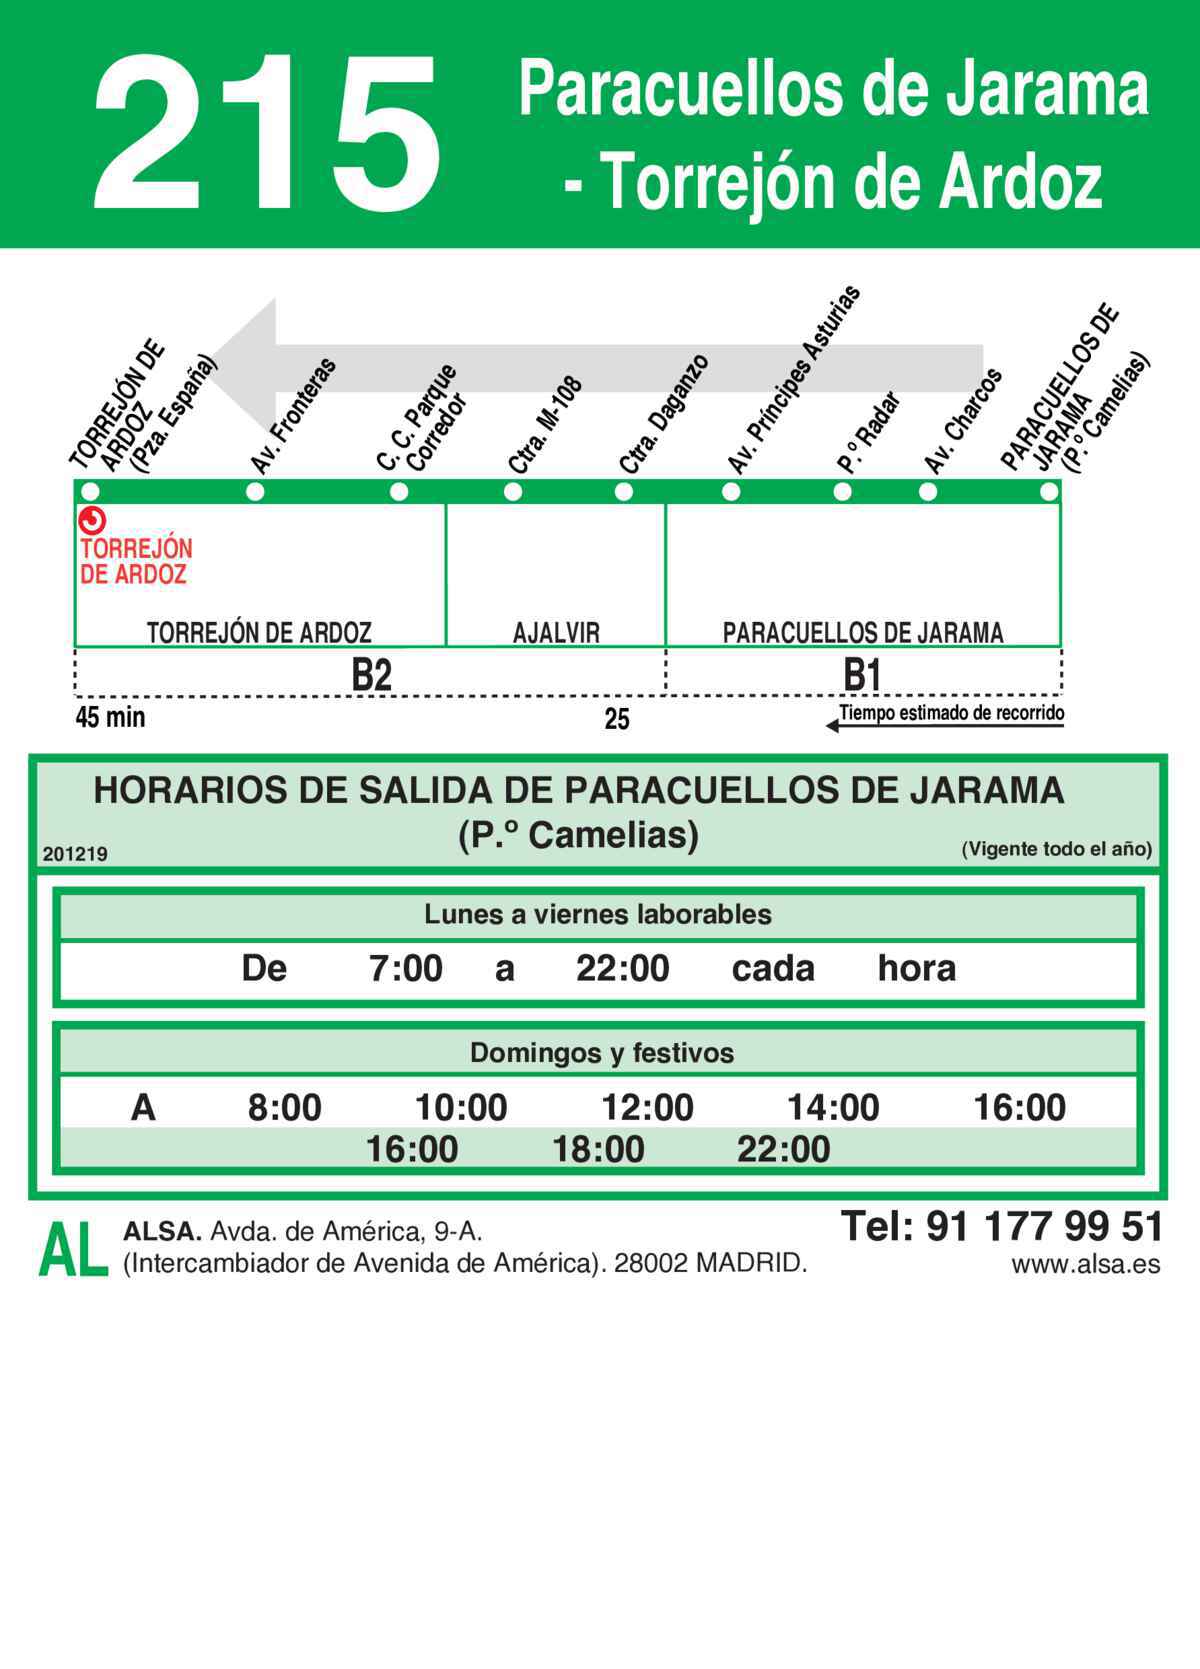 215
Paracuellos de Jarama
- Torrejón de Ardoz
TORREJÓN DE
ARDOZ
(Pza. España)
Av. Fronteras
C. C. Parque
Corredor
Ctra. M-108
Ctra. Daganzo
Av. Príncipes Asturias
P.º Radar
Av. Charcos
PARACUELLOS DE
JARAMA
(P.º Camelias)
TORREJÓN
DE ARDOZ
TORREJÓN DE ARDOZ
AJALVIR
PARACUELLOS DE JARAMA
B2
B1
45 min
25
Tiempo estimado de recorrido
HORARIOS DE SALIDA DE PARACUELLOS DE JARAMA
(P.º Camelias)
201219
(Vigente todo el año)
Lunes a viernes laborables
De 7:00 a 22:00 cada hora
Domingos y festivos
A 8:00 10:00 12:00 14:00 16:00
16:00 18:00 22:00
AL
ALSA. Avda. de América, 9-A.
(Intercambiador de Avenida de América). 28002 MADRID.
Tel: 91 177 99 51
www.alsa.es